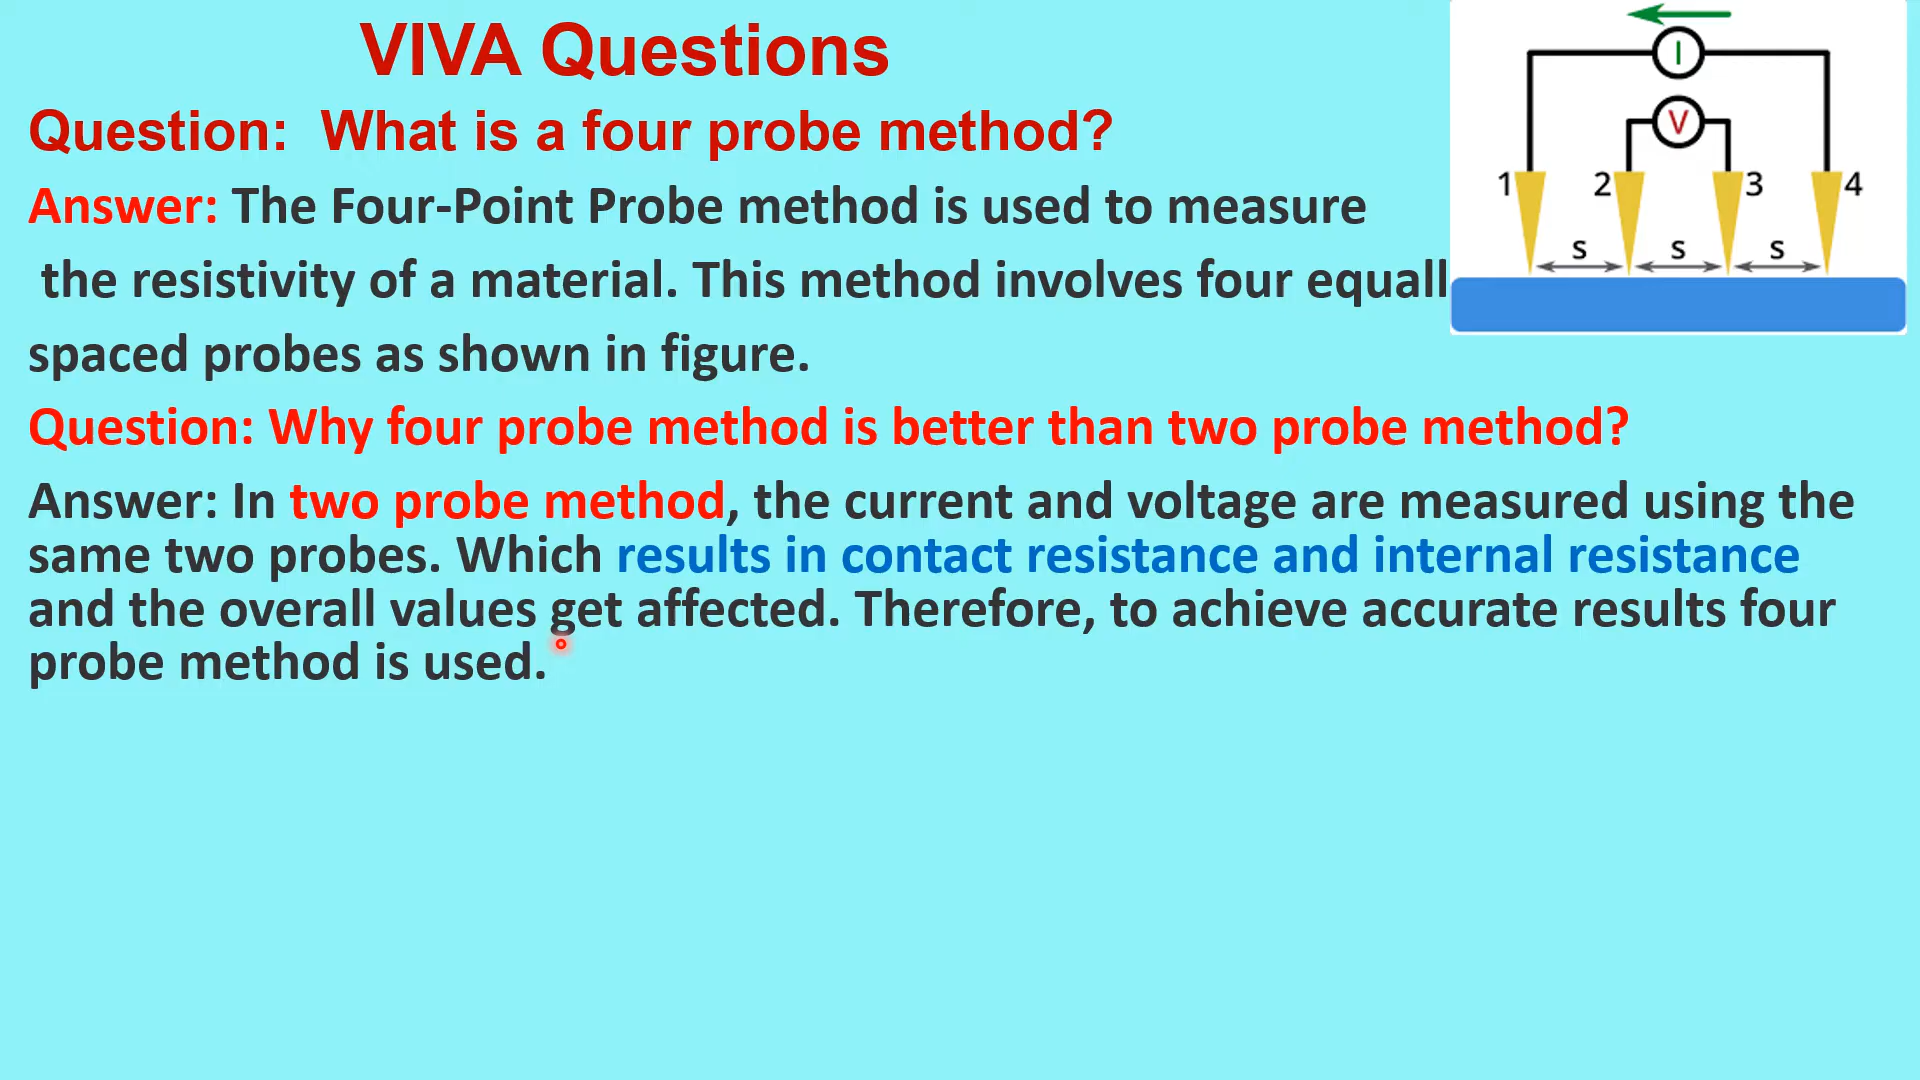 VIVA Questions
Question: What is a four probe method?
Answer: The Four-Point Probe method is used to measure
the resistivity of a material. This method involves four equall
spaced probes as shown in figure.
Question: Why four probe method is better than two probe method?
Answer: In two probe method, the current and voltage are measured using the
same two probes. Which results in contact resistance and internal resistance
and the overall values get affected. Therefore, to achieve accurate results four
probe method is used.
I
V
1 2 3 4
s s s